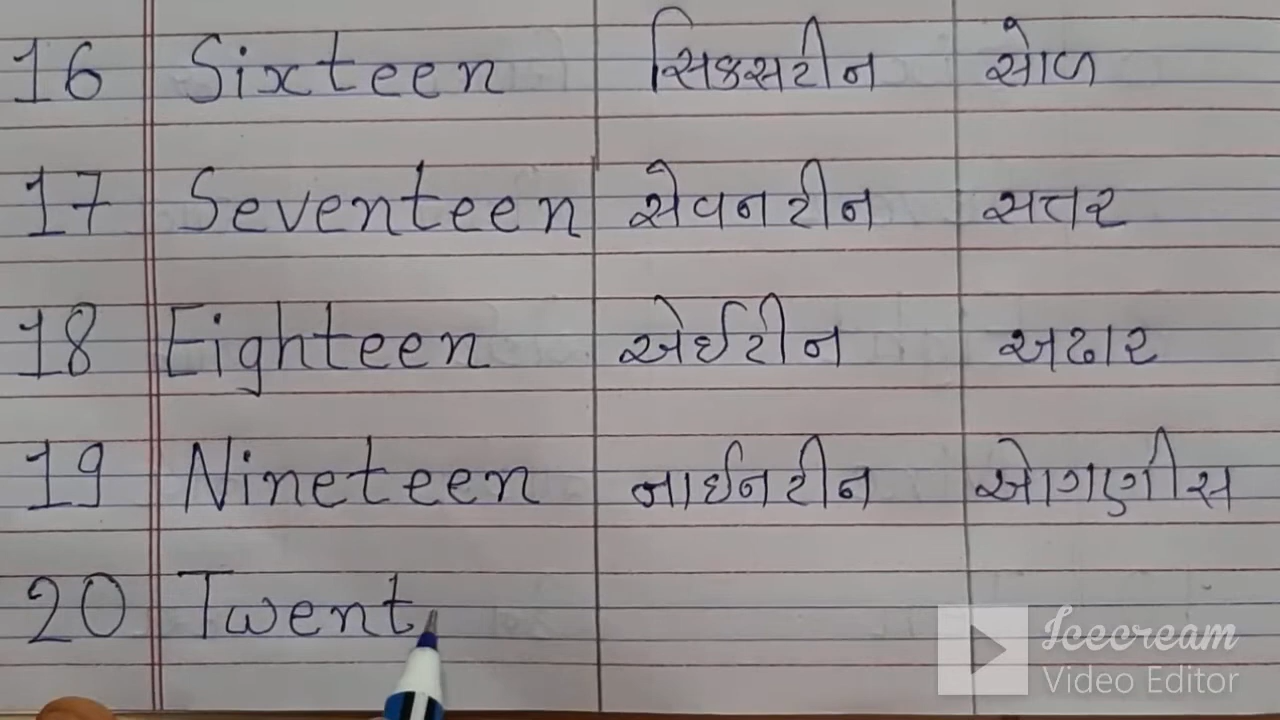 16 Sixteen સિક્સટીન સોળ
17 Seventeen સેવનટીન સત્તર
18 Eighteen એઈટીન અઢાર
19 Nineteen નાઈનટીન ઓગણીસ
20 Twent
Icecream
Video Editor